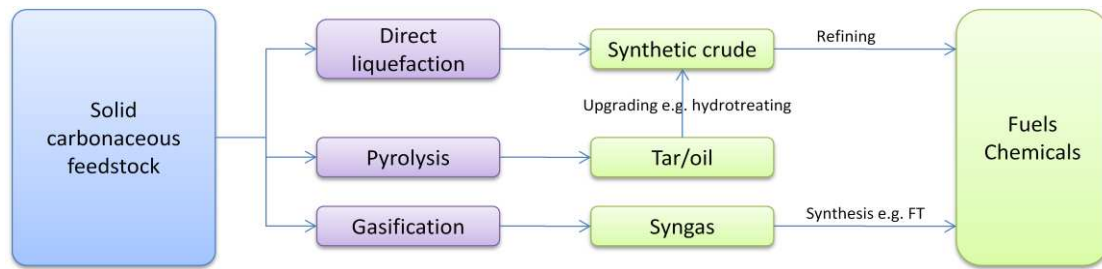 Solid
carbonaceous
feedstock
Direct
liquefaction
Synthetic crude
Refining
Upgrading e.g. hydrotreating
Pyrolysis
Tar/oil
Gasification
Syngas
Synthesis e.g. FT
Fuels
Chemicals